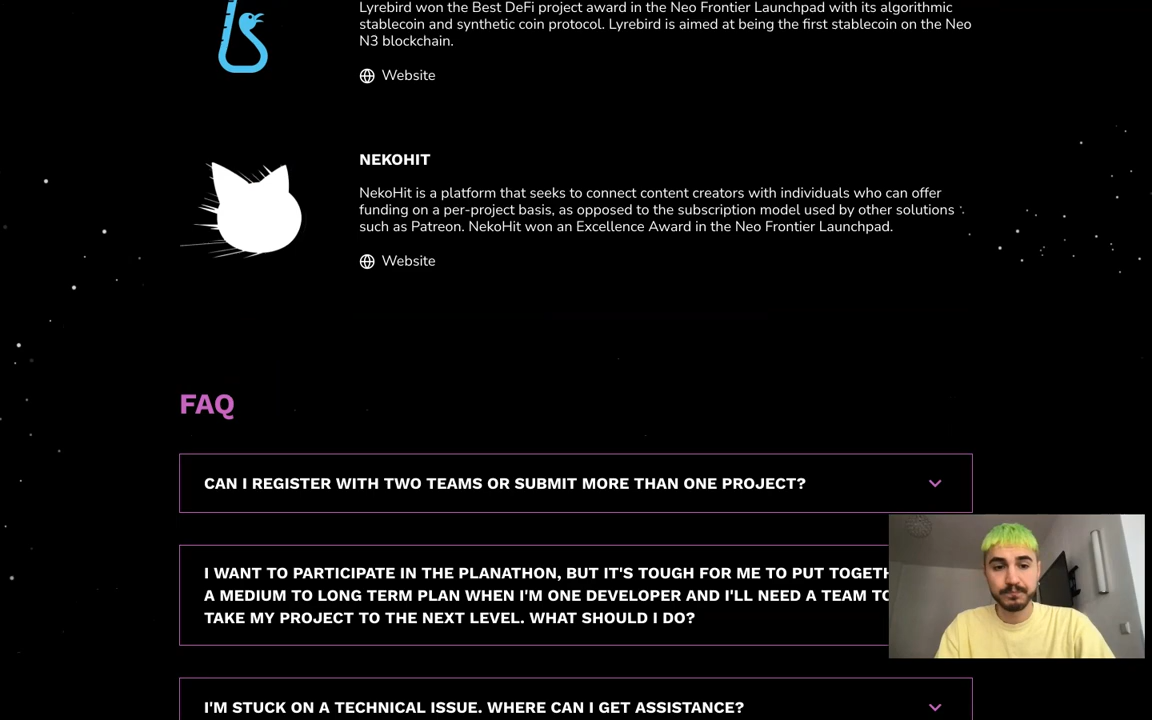 Lyrebird won the Best DeFi project award in the Neo Frontier Launchpad with its algorithmic
stablecoin and synthetic coin protocol. Lyrebird is aimed at being the first stablecoin on the Neo
N3 blockchain.
Website
NEKOHIT
NekoHit is a platform that seeks to connect content creators with individuals who can offer
funding on a per-project basis, as opposed to the subscription model used by other solutions
such as Patreon. NekoHit won an Excellence Award in the Neo Frontier Launchpad.
Website
FAQ
CAN I REGISTER WITH TWO TEAMS OR SUBMIT MORE THAN ONE PROJECT?
I WANT TO PARTICIPATE IN THE PLANATHON, BUT IT'S TOUGH FOR ME TO PUT
A MEDIUM TO LONG TERM PLAN WHEN I'M ONE DEVELOPER AND I'LL NEED A TEAM TO
TAKE MY PROJECT TO THE NEXT LEVEL. WHAT SHOULD I DO?
I'M STUCK ON A TECHNICAL ISSUE. WHERE CAN I GET ASSISTANCE?